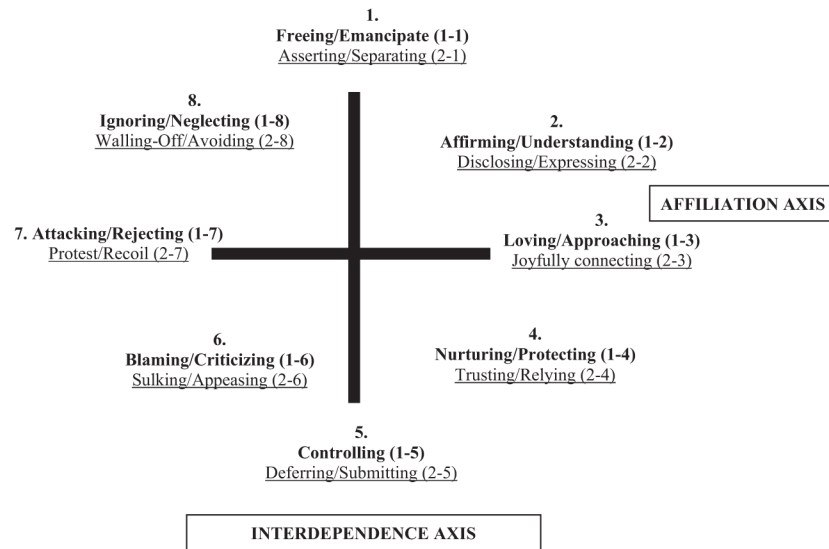 1.
Freeing/Emancipate (1-1)
Asserting/Separating (2-1)
8.
Ignoring/Neglecting (1-8)
Walling-Off/Avoiding (2-8)
2.
Affirming/Understanding (1-2)
Disclosing/Expressing (2-2)
AFFILIATION AXIS
3.
Loving/Approaching (1-3)
Joyfully connecting (2-3)
7. Attacking/Rejecting (1-7)
Protest/Recoil (2-7)
6.
Blaming/Criticizing (1-6)
Sulking/Appeasing (2-6)
4.
Nurturing/Protecting (1-4)
Trusting/Relying (2-4)
5.
Controlling (1-5)
Deferring/Submitting (2-5)
INTERDEPENDENCE AXIS